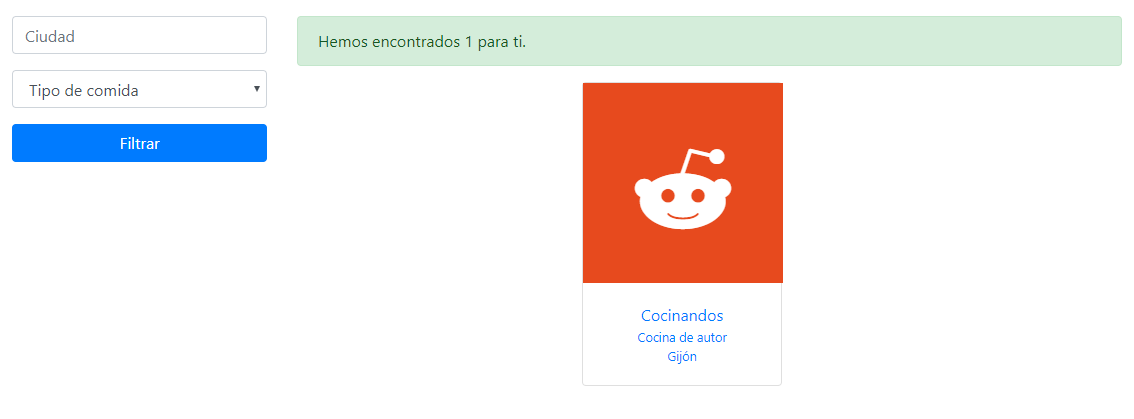 Ciudad
Tipo de comida
Filtrar
Hemos encontrados 1 para ti.
Cocinandos
Cocina de autor
Gijón